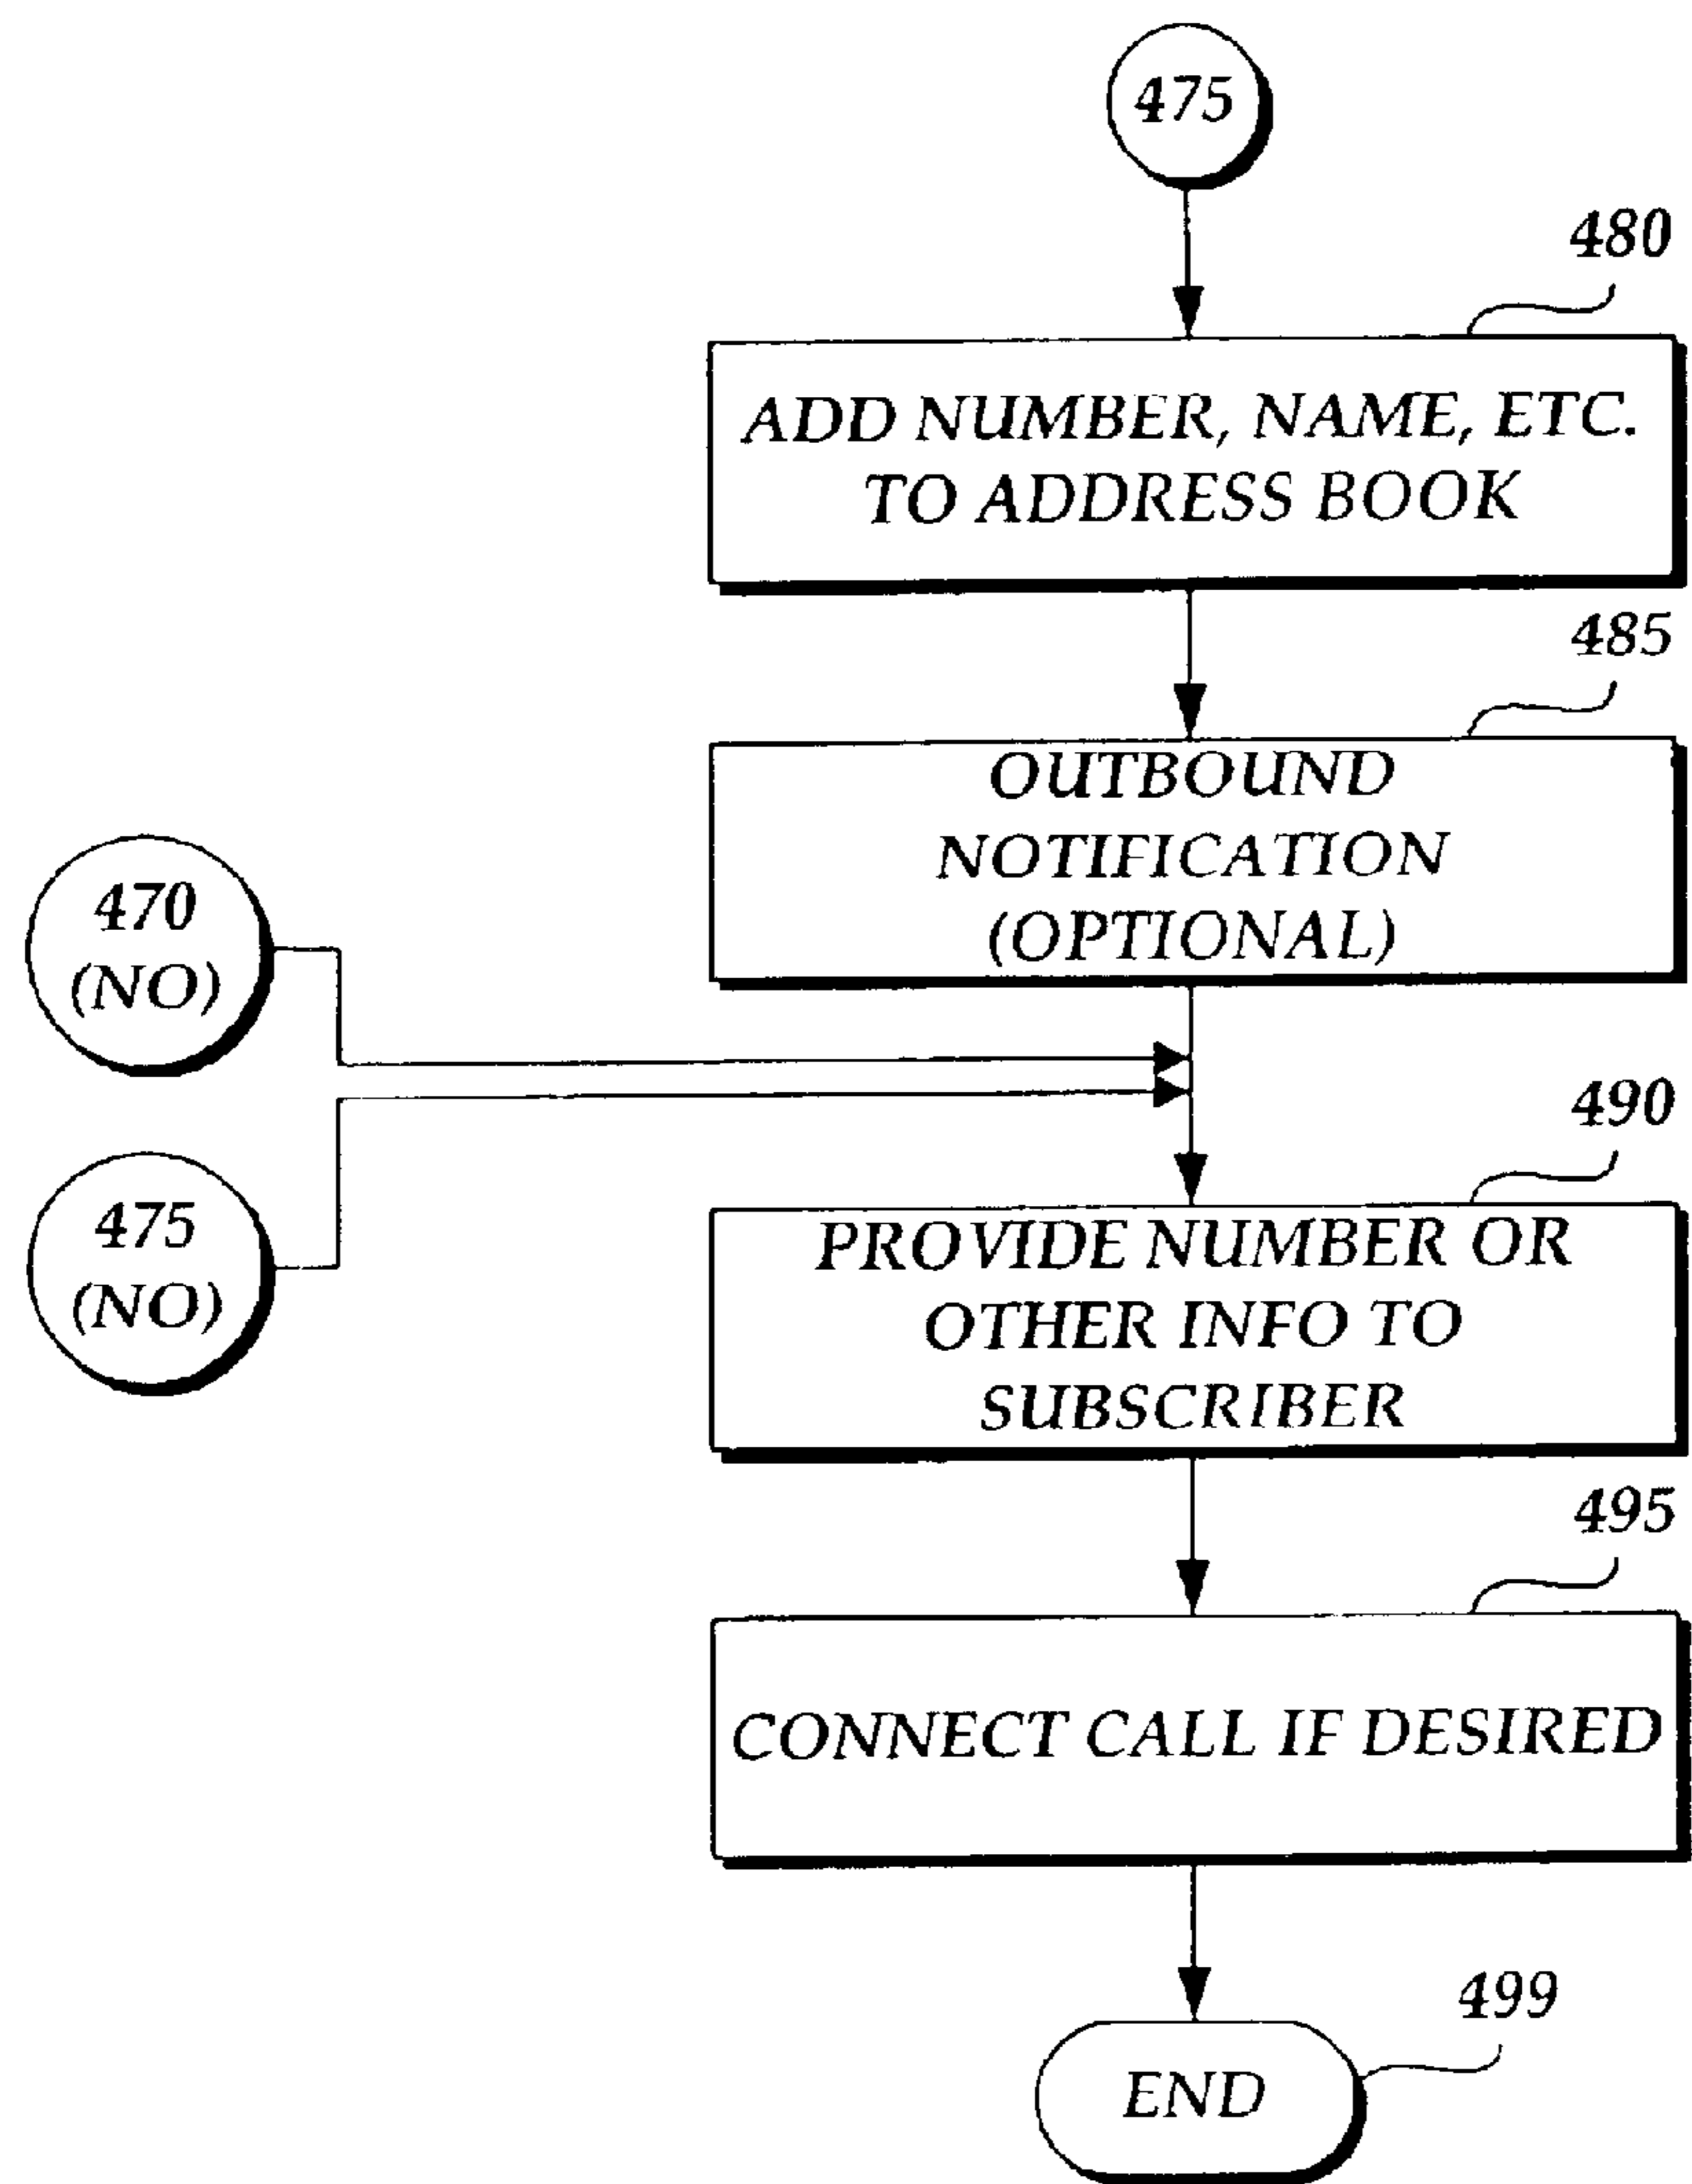 475
480
ADD NUMBER, NAME, ETC.
TO ADDRESS BOOK
485
OUTBOUND
NOTIFICATION
(OPTIONAL)
470
(NO)
475
(NO)
490
PROVIDE NUMBER OR
OTHER INFO TO
SUBSCRIBER
495
CONNECT CALL IF DESIRED
499
END